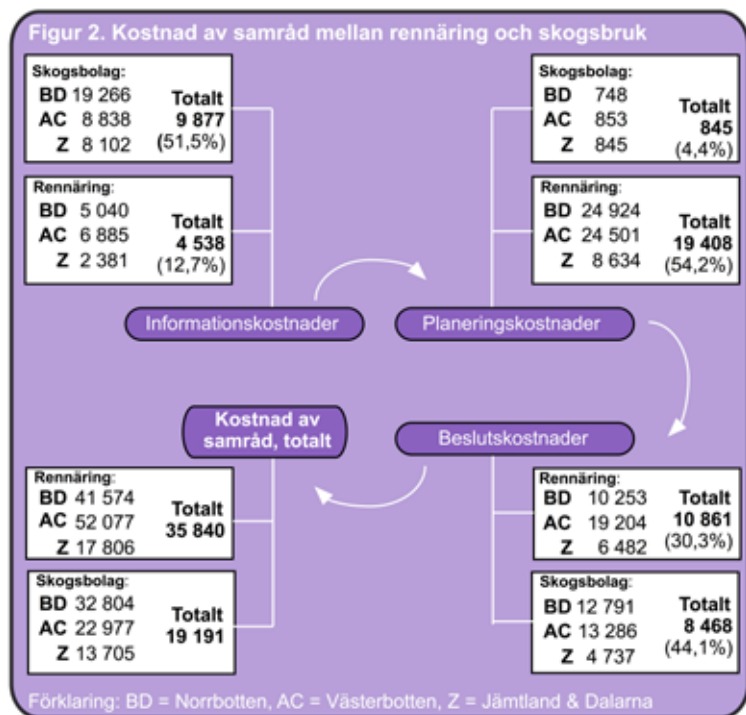 Figur 2. Kostnad av samråd mellan rennäring och skogsbruk
Skogsbolag:
BD 19 266
AC 8 838
Z 8 102
Totalt
9 877
(51,5%)
Skogsbolag:
BD 748
AC 853
Z 845
Totalt
845
(4,4%)
Rennäring:
BD 5 040
AC 6 885
Z 2 381
Totalt
4 538
(12,7%)
Rennäring:
BD 24 924
AC 24 501
Z 8 634
Totalt
19 408
(54,2%)
Informationskostnader
Planeringskostnader
Kostnad av
samråd, totalt
Beslutskostnader
Rennäring:
BD 41 574
AC 52 077
Z 17 806
Totalt
35 840
Rennäring:
BD 10 253
AC 19 204
Z 6 482
Totalt
10 861
(30,3%)
Skogsbolag:
BD 32 804
AC 22 977
Z 13 705
Totalt
19 191
Skogsbolag:
BD 12 791
AC 13 286
Z 4 737
Totalt
8 468
(44,1%)
Förklaring: BD = Norrbotten, AC = Västerbotten, Z = Jämtland & Dalarna